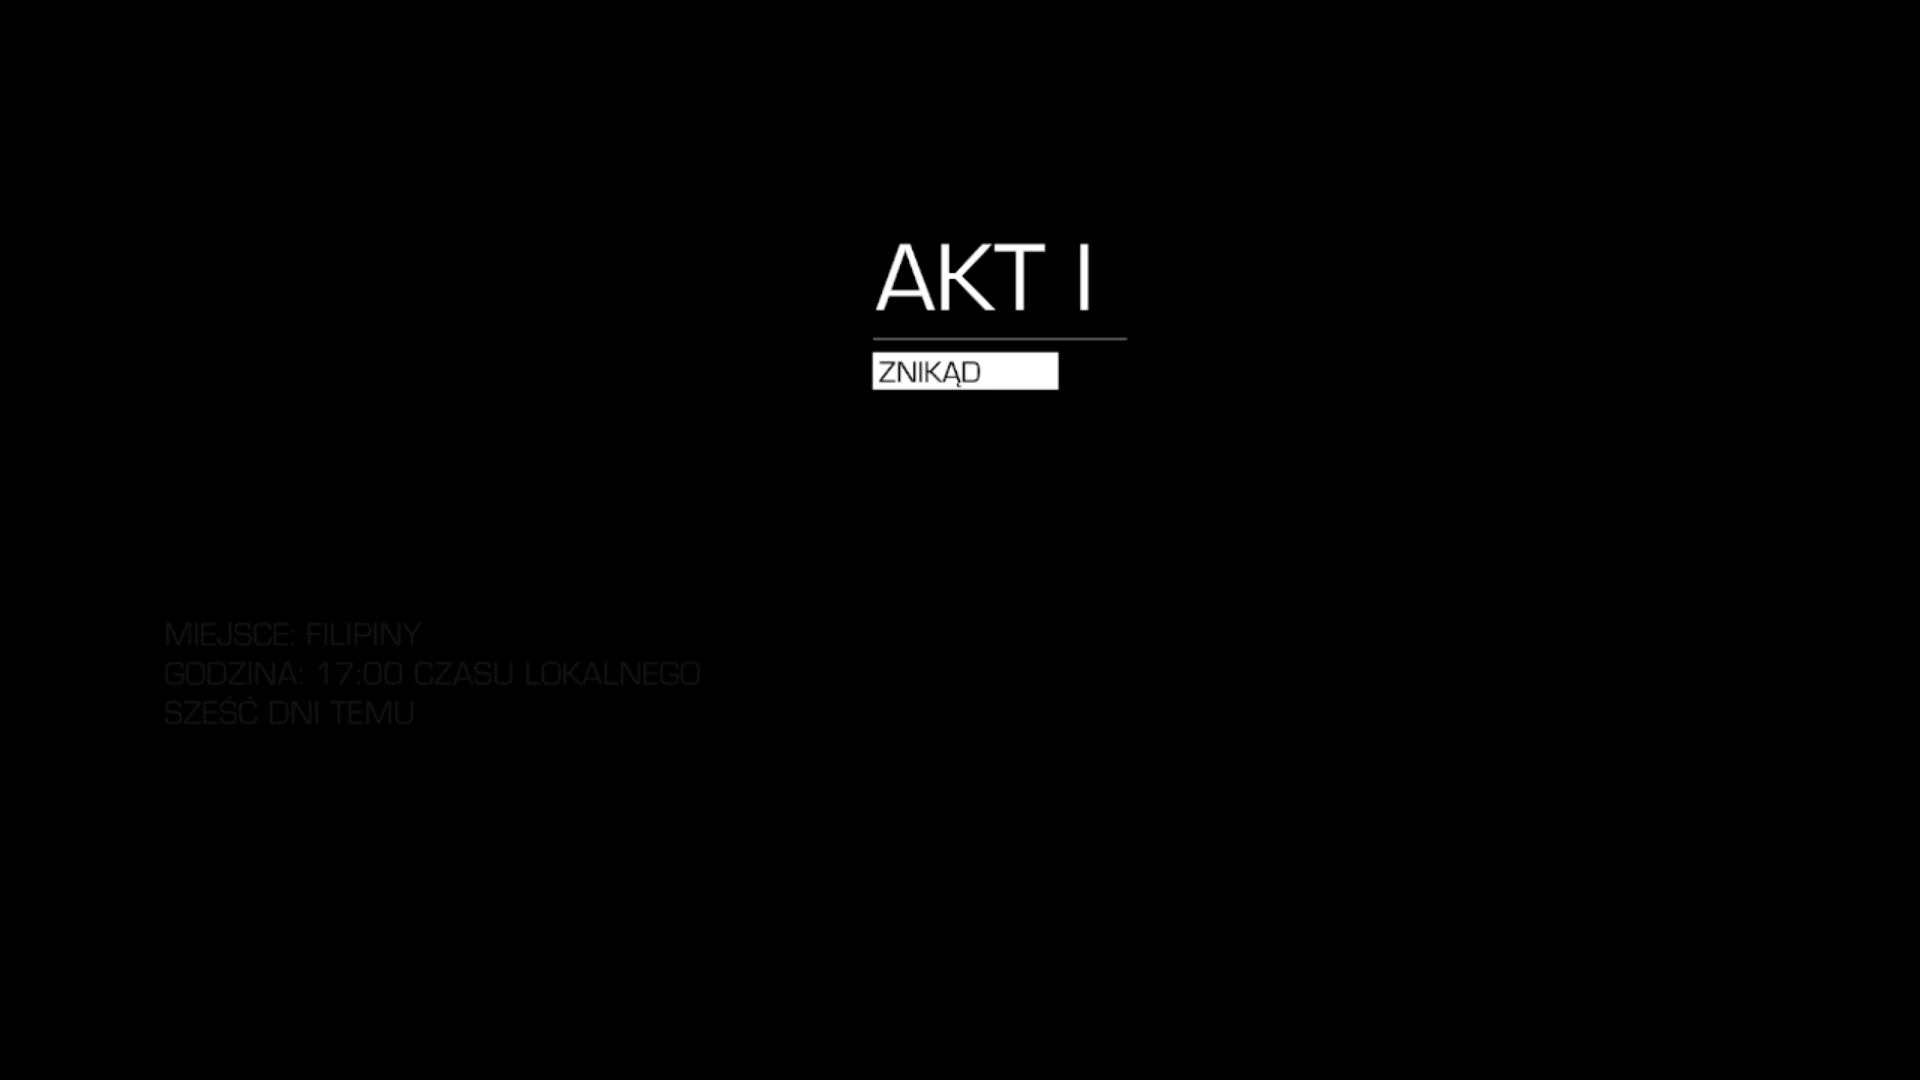 AKT I
ZNIKĄD
MIEJSCE: FILIPINY
GODZINA: 17:00 CZASU LOKALNEGO
SZEŚĆ DNI TEMU